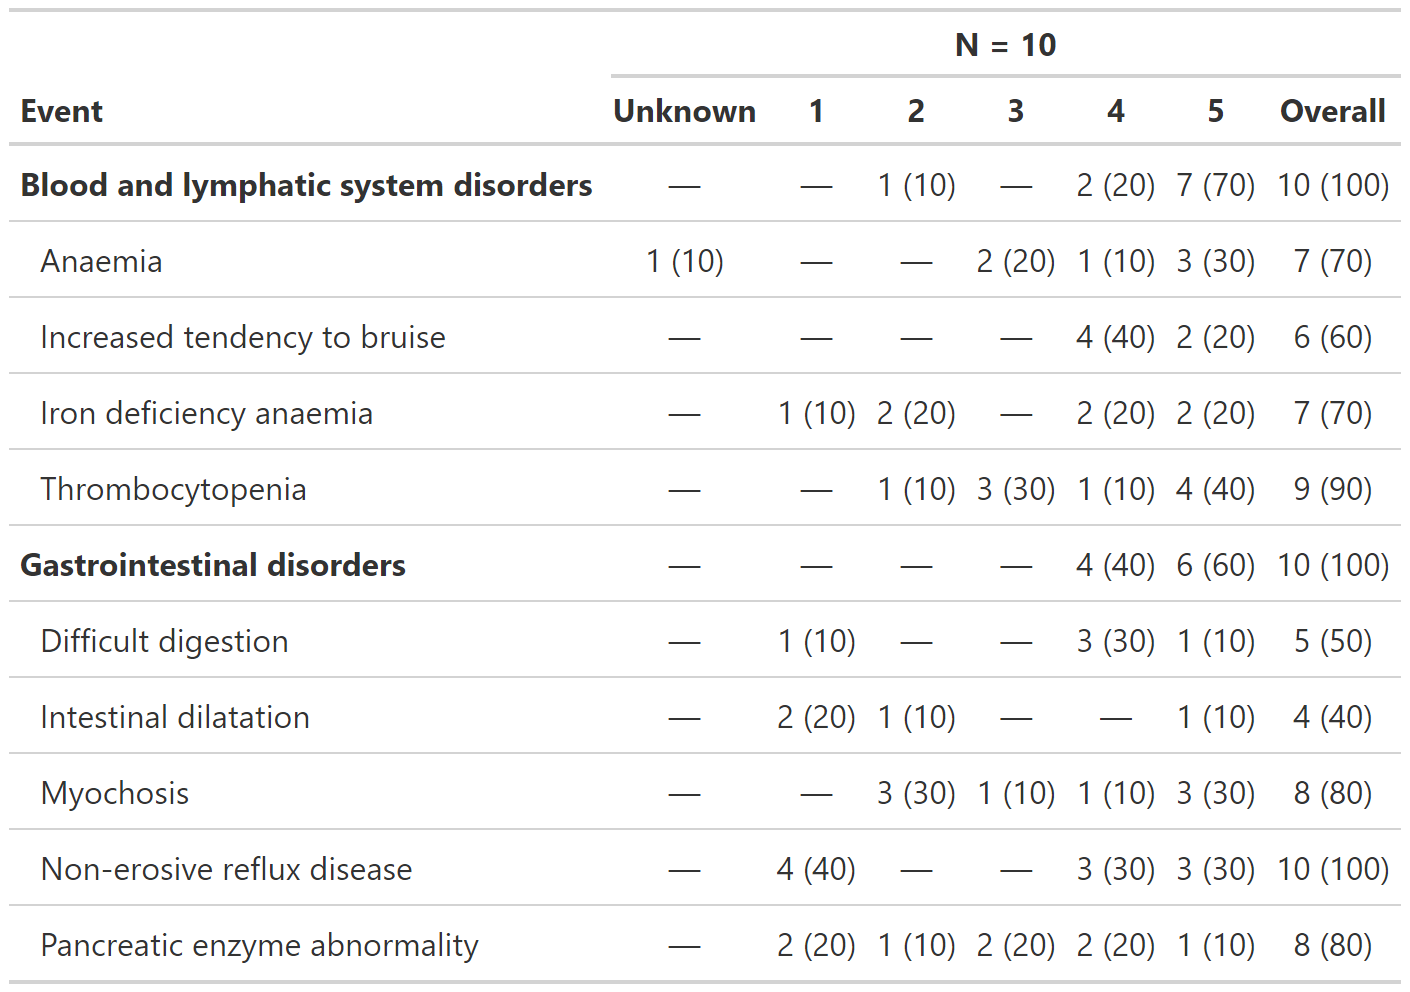 N = 10
Event Unknown 1 2 3 4 5 Overall
Blood and lymphatic system disorders — — 1 (10) — 2 (20) 7 (70) 10 (100)
Anaemia 1 (10) — — 2 (20) 1 (10) 3 (30) 7 (70)
Increased tendency to bruise — — — — 4 (40) 2 (20) 6 (60)
Iron deficiency anaemia — 1 (10) 2 (20) — 2 (20) 2 (20) 7 (70)
Thrombocytopenia — — 1 (10) 3 (30) 1 (10) 4 (40) 9 (90)
Gastrointestinal disorders — — — — 4 (40) 6 (60) 10 (100)
Difficult digestion — 1 (10) — — 3 (30) 1 (10) 5 (50)
Intestinal dilatation — 2 (20) 1 (10) — — 1 (10) 4 (40)
Myochosis — — 3 (30) 1 (10) 1 (10) 3 (30) 8 (80)
Non-erosive reflux disease — 4 (40) — — 3 (30) 3 (30) 10 (100)
Pancreatic enzyme abnormality — 2 (20) 1 (10) 2 (20) 2 (20) 1 (10) 8 (80)